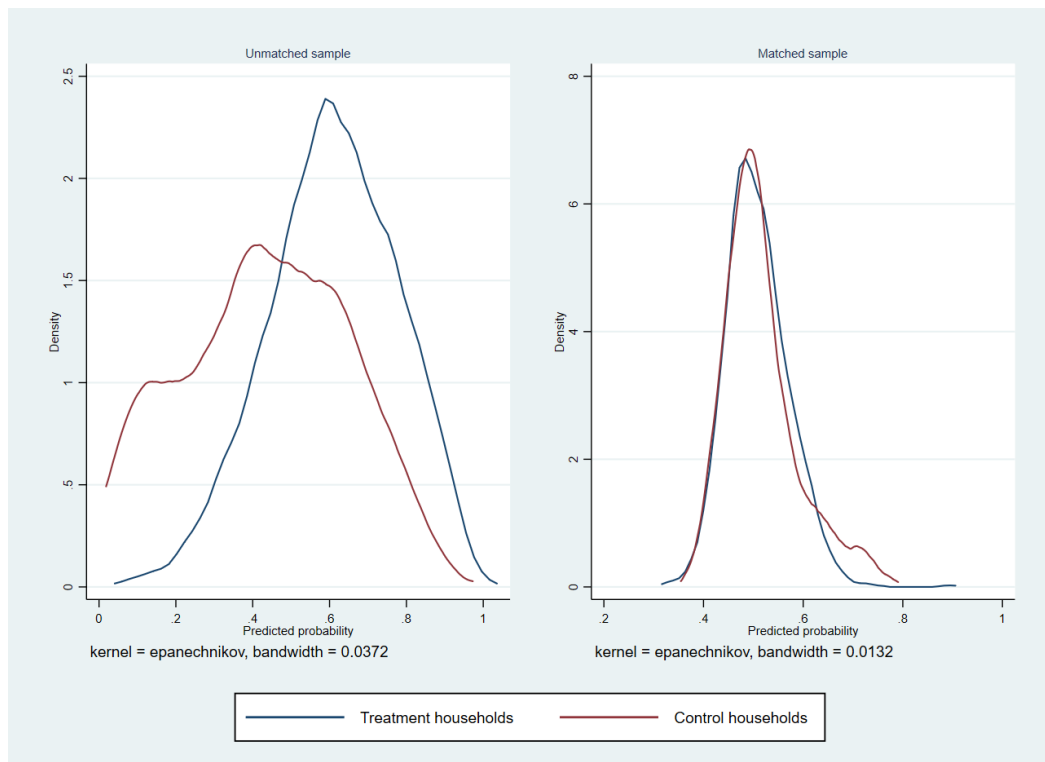 Unmatched sample
2.5
2
1.5
1
.5
0
Density
0 .2 .4 .6 .8 1
Predicted probability
kernel = epanechnikov, bandwidth = 0.0372
Matched sample
8
6
4
2
0
Density
.2 .4 .6 .8 1
Predicted probability
kernel = epanechnikov, bandwidth = 0.0132
Treatment households
Control households